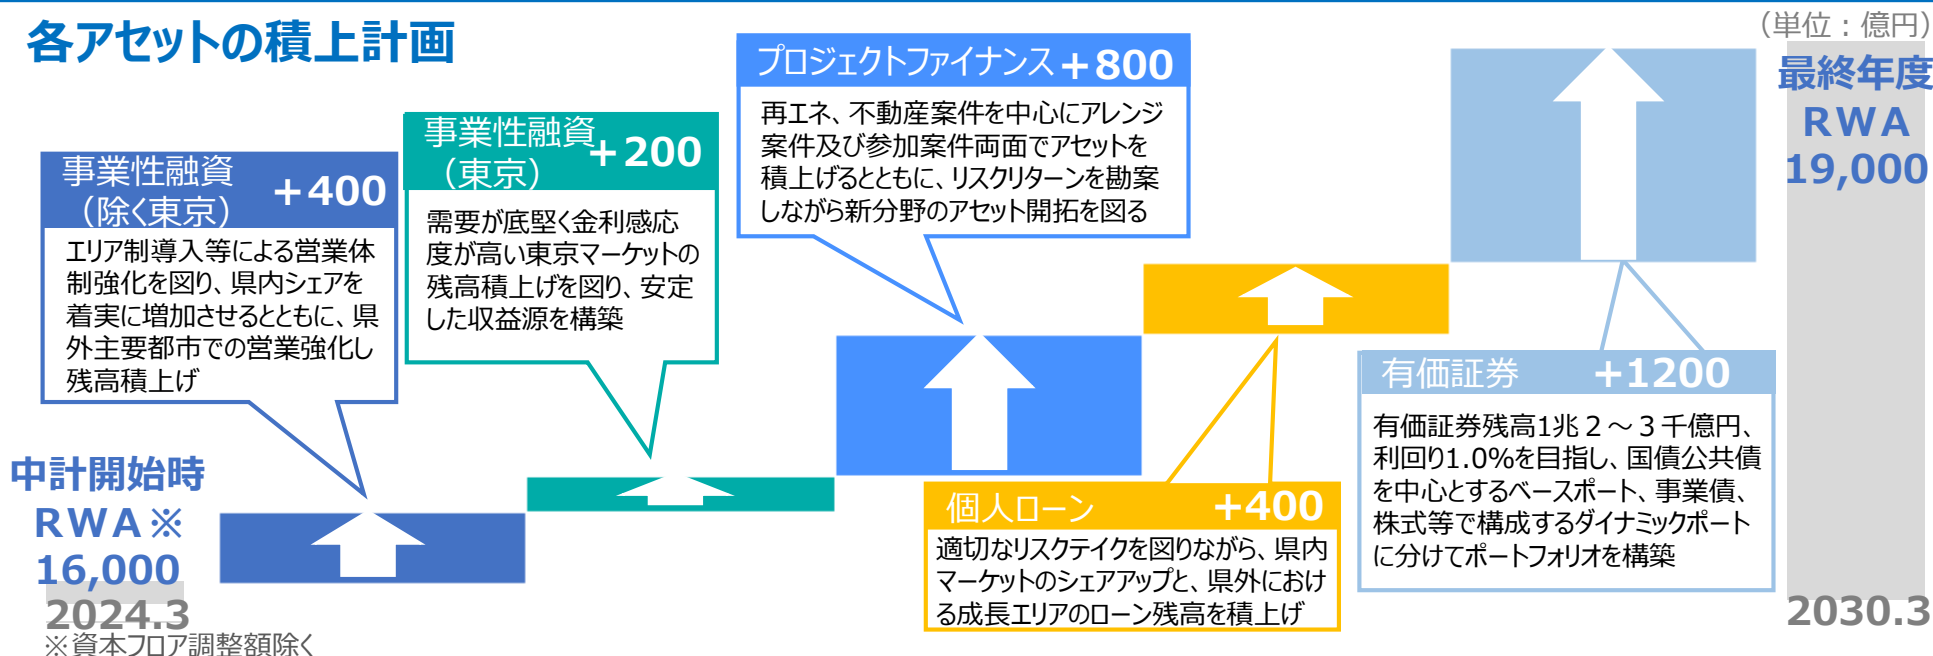 各アセットの積上計画
（単位：億円）
事業性融資
（除く東京）
+400
エリア制導入等による営業体
制強化を図り、県内シェアを
着実に増加させるとともに、県
外主要都市での営業強化し
残高積上げ
事業性融資
（東京）
+200
需要が底堅く金利感応
度が高い東京マーケットの
残高積上げを図り、安定
した収益源を構築
プロジェクトファイナンス+800
再エネ、不動産案件を中心にアレンジ
案件及び参加案件両面でアセットを
積上げるとともに、リスクリターンを勘案
しながら新分野のアセット開拓を図る
個人ローン +400
適切なリスクテイクを図りながら、県内
マーケットのシェアアップと、県外におけ
る成長エリアのローン残高を積上げ
有価証券 +1200
有価証券残高1兆２～３千億円、
利回り1.0%を目指し、国債公共債
を中心とするベースポート、事業債、
株式等で構成するダイナミックポート
に分けてポートフォリオを構築
中計開始時
ＲＷＡ※
16,000
2024.3
※資本フロア調整額除く
最終年度
ＲＷＡ
19,000
2030.3